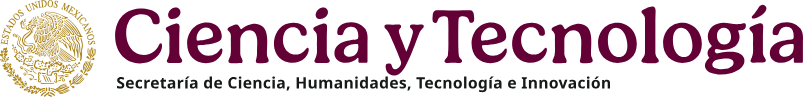 ESTADOS UNIDOS MEXICANOS
Ciencia y Tecnología
Secretaría de Ciencia, Humanidades, Tecnología e Innovación